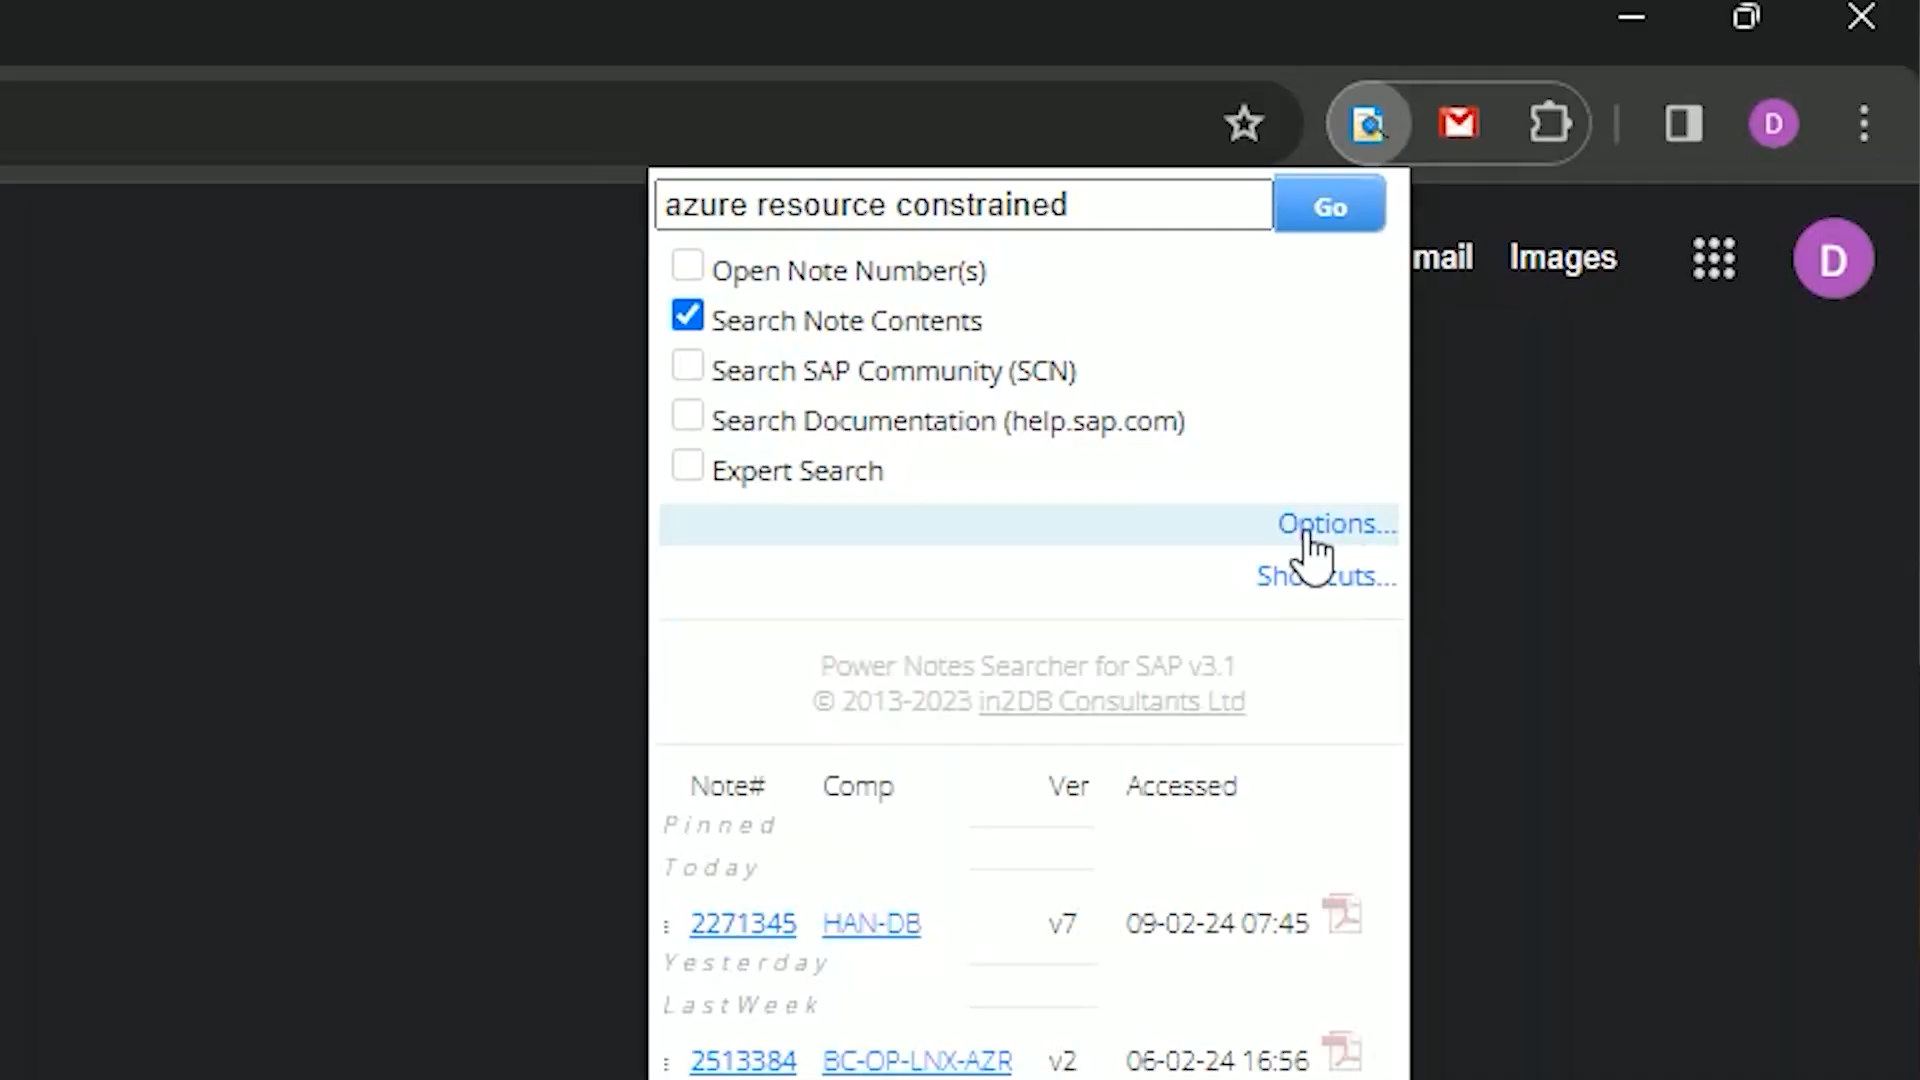 D
azure resource constrained Go
mail Images D
Open Note Number(s)
Search Note Contents
Search SAP Community (SCN)
Search Documentation (help.sap.com)
Expert Search
Options...
Power Notes Searcher for SAP v3.1
© 2013-2023 in2DB Consultants Ltd
Note# Comp Ver Accessed
Pinned
Today
2271345 HAN-DB v7 09-02-24 07:45
Yesterday
LastWeek
2513384 BC-OP-LNX-AZR v2 06-02-24 16:56